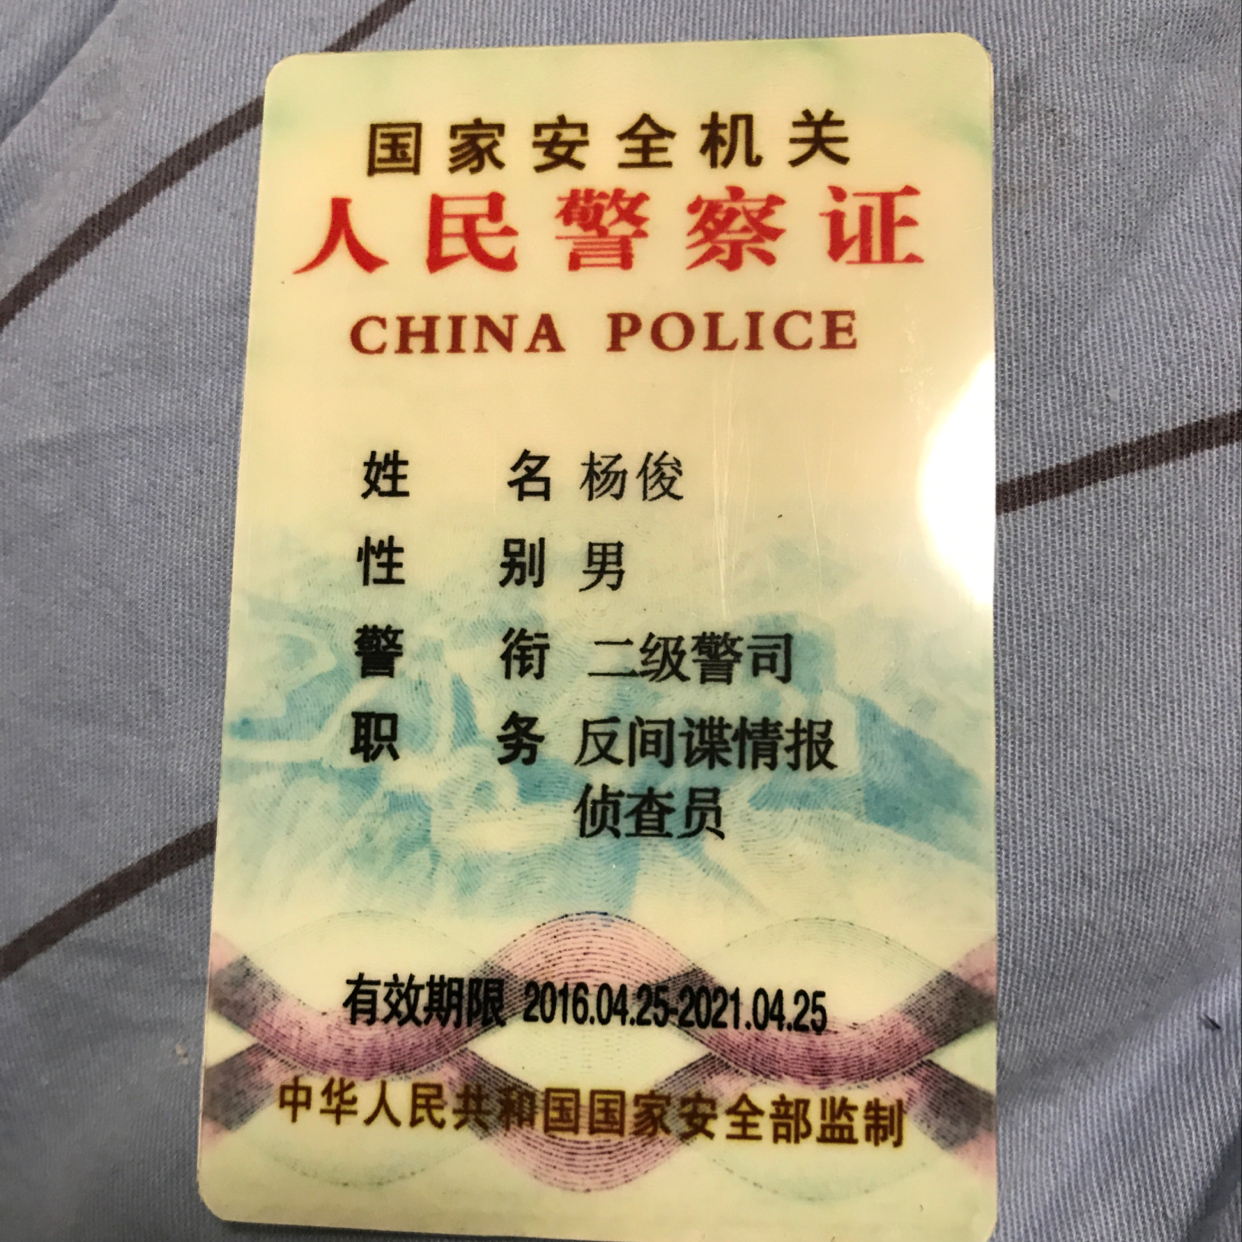 国家安全机关
人民警察证
CHINA POLICE
姓 名 杨俊
性 别 男
警 衔 二级警司
职 务 反间谍情报
侦查员
有效期限 2016.04.25-2021.04.25
中华人民共和国国家安全部监制